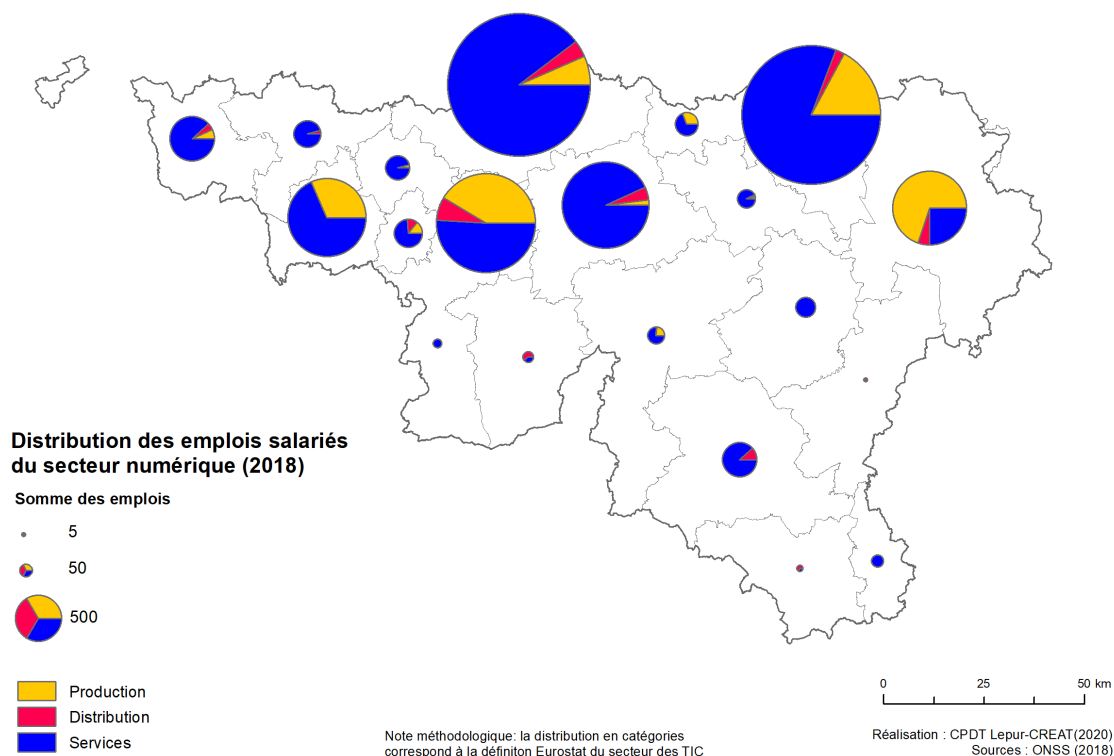 Distribution des emplois salariés
du secteur numérique (2018)
Somme des emplois
5
50
500
Production
Distribution
Services
Note méthodologique: la distribution en catégories
correspond à la définiton Eurostat du secteur des TIC
0 25 50 km
Réalisation : CPDT Lepur-CREAT(2020)
Sources : ONSS (2018)